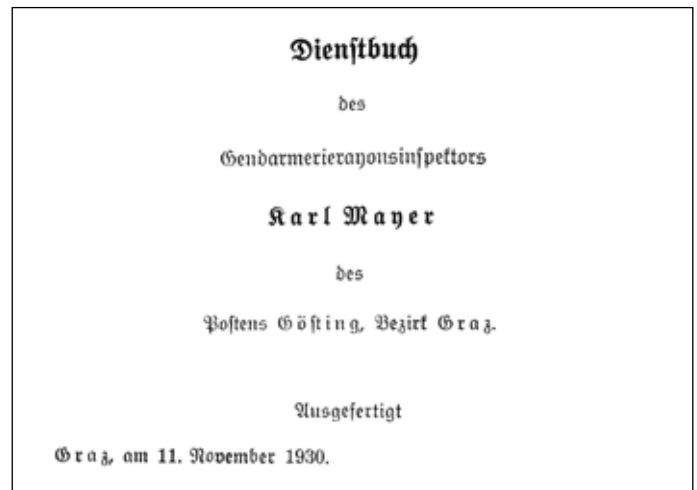 Dienſtbuch
des
Gendarmerierayonsinſpektors
Karl Mayer
des
Poſtens Göſting, Bezirk Graz.
Ausgefertigt
Graz, am 11. November 1930.